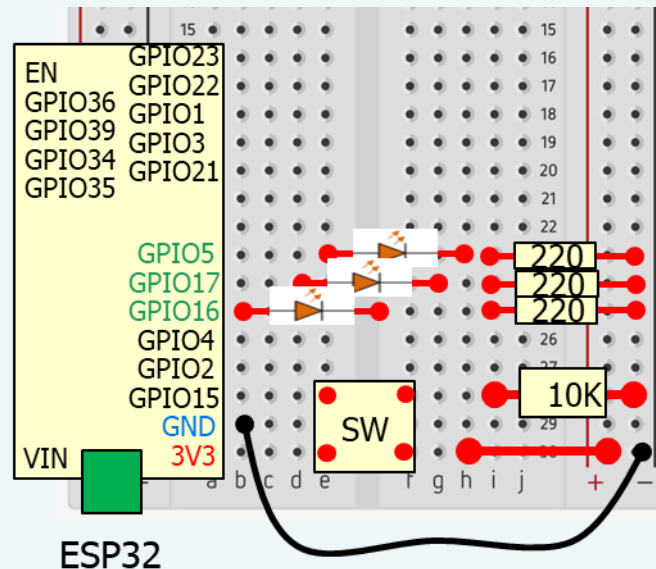 15
15
16
17
18
19
20
21
22
26
27
29
30
EN
GPIO36
GPIO39
GPIO34
GPIO35
VIN
GPIO23
GPIO22
GPIO1
GPIO3
GPIO21
GPIO5
GPIO17
GPIO16
GPIO4
GPIO2
GPIO15
GND
3V3
220
220
220
10K
SW
a b c d e f g h i j + −
ESP32